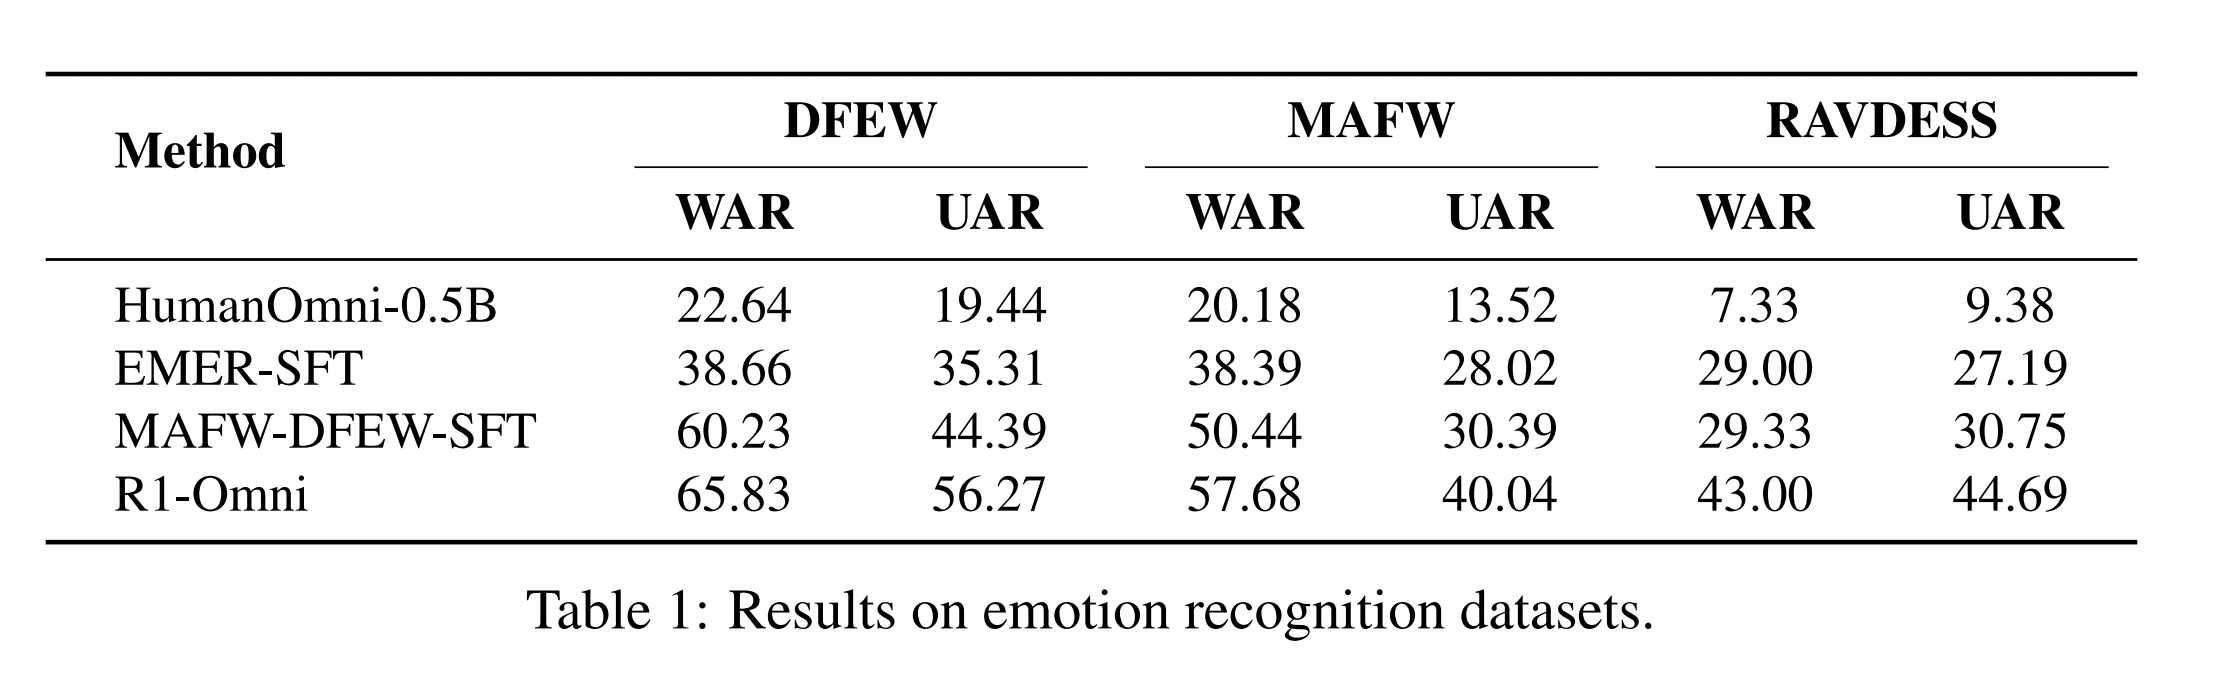 Method DFEW MAFW RAVDESS
WAR UAR WAR UAR WAR UAR
HumanOmni-0.5B 22.64 19.44 20.18 13.52 7.33 9.38
EMER-SFT 38.66 35.31 38.39 28.02 29.00 27.19
MAFW-DFEW-SFT 60.23 44.39 50.44 30.39 29.33 30.75
R1-Omni 65.83 56.27 57.68 40.04 43.00 44.69
Table 1: Results on emotion recognition datasets.